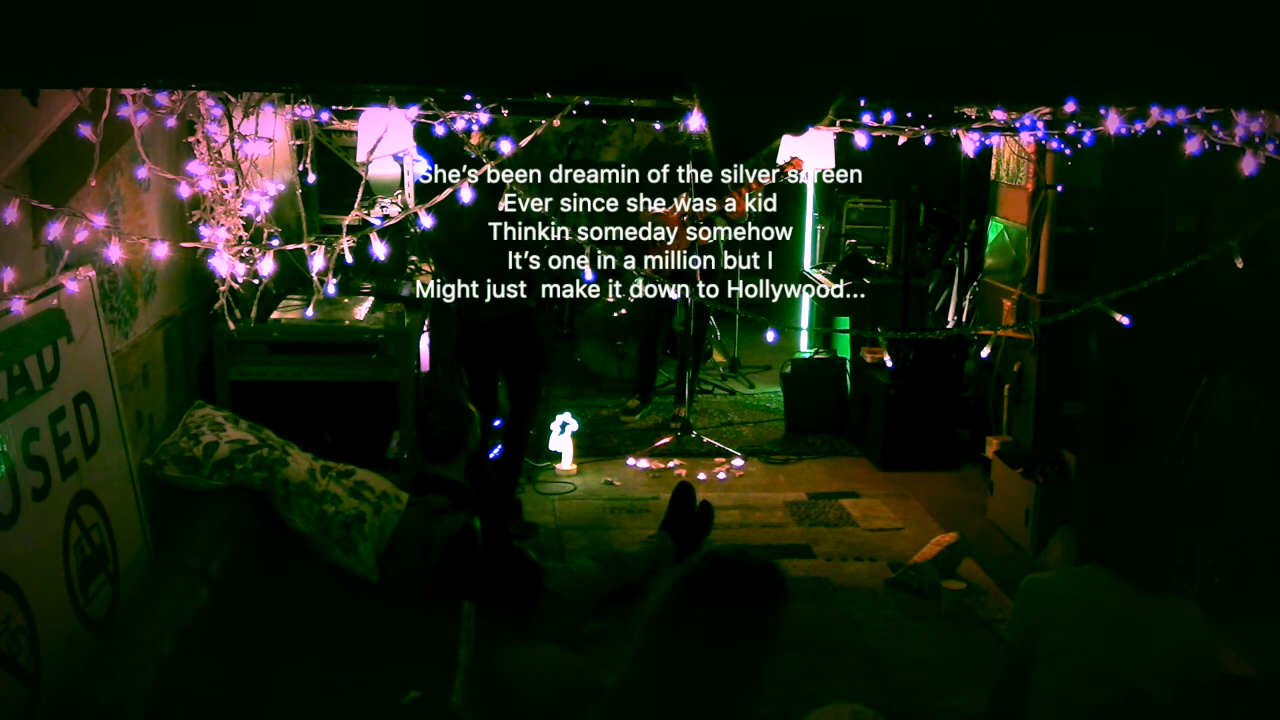 She's been dreamin of the silver screen
Ever since she was a kid
Thinkin someday somehow
It's one in a million but I
Might just  make it down to Hollywood...`
AD
USED